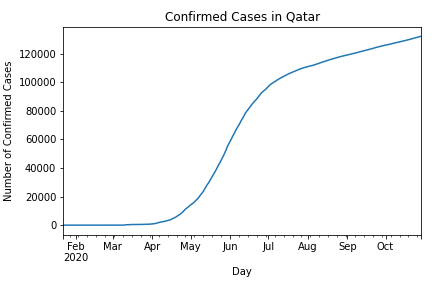 Confirmed Cases in Qatar
Number of Confirmed Cases
120000
100000
80000
60000
40000
20000
0
Feb Mar Apr May Jun Jul Aug Sep Oct
2020
Day